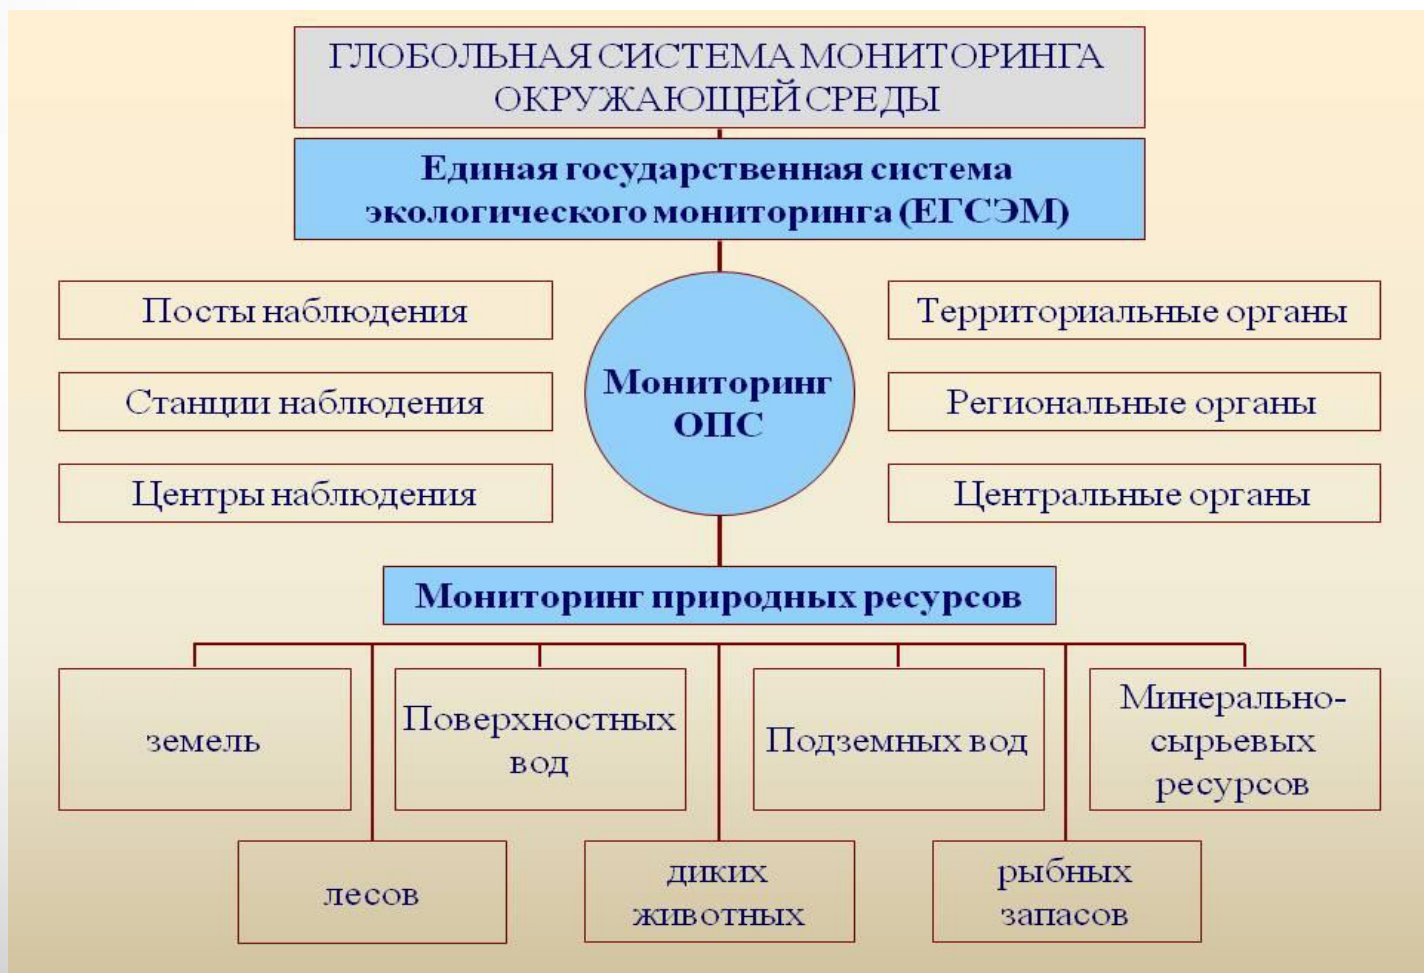 ГЛОБОЛЬНАЯ СИСТЕМА МОНИТОРИНГА
ОКРУЖАЮЩЕЙ СРЕДЫ
Единая государственная система
экологического мониторинга (ЕГСЭМ)
Посты наблюдения
Станции наблюдения
Центры наблюдения
Мониторинг
ОПС
Территориальные органы
Региональные органы
Центральные органы
Мониторинг природных ресурсов
земель
Поверхностных
вод
Подземных вод
Минерально-
сырьевых
ресурсов
лесов
диких
животных
рыбных
запасов